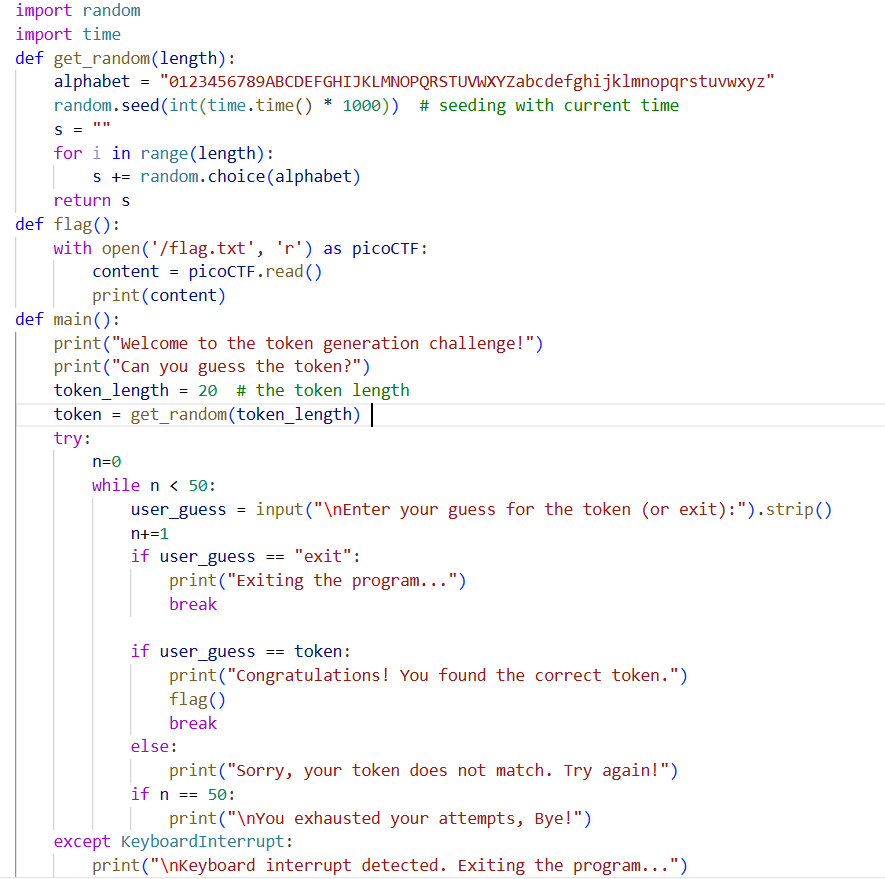 import random
import time
def get_random(length):
    alphabet = "0123456789ABCDEFGHIJKLMNOPQRSTUVWXYZabcdefghijklmnopqrstuvwxyz"
    random.seed(int(time.time() * 1000))  # seeding with current time
    s = ""
    for i in range(length):
        s += random.choice(alphabet)
    return s
def flag():
    with open('/flag.txt', 'r') as picoCTF:
        content = picoCTF.read()
        print(content)
def main():
    print("Welcome to the token generation challenge!")
    print("Can you guess the token?")
    token_length = 20  # the token length
    token = get_random(token_length)
    try:
        n=0
        while n < 50:
            user_guess = input("\nEnter your guess for the token (or exit):").strip()
            n+=1
            if user_guess == "exit":
                print("Exiting the program...")
                break

            if user_guess == token:
                print("Congratulations! You found the correct token.")
                flag()
                break
            else:
                print("Sorry, your token does not match. Try again!")
            if n == 50:
                print("\nYou exhausted your attempts, Bye!")
    except KeyboardInterrupt:
        print("\nKeyboard interrupt detected. Exiting the program...")